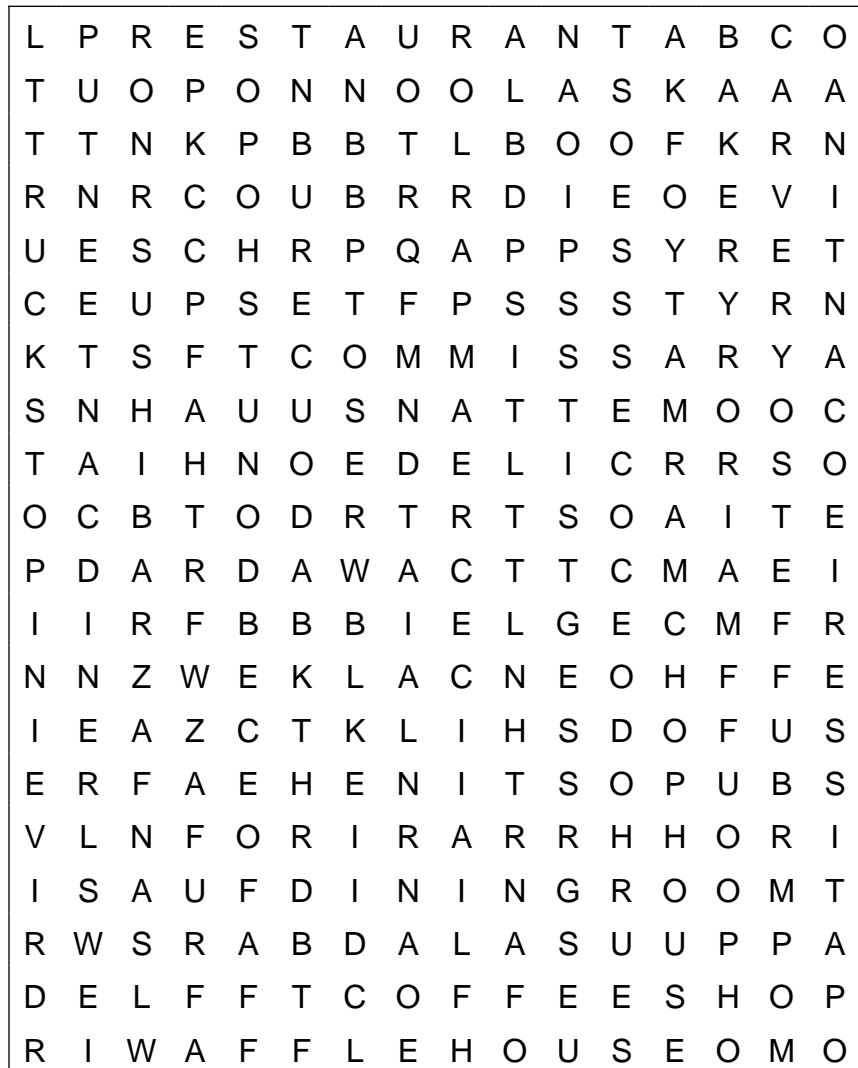 L P R E S T A U R A N T A B C O
T U O P O N N O O L A S K A A A
T T N K P B B T L B O O F K R N
R N R C O U B R R D I E O E V I
U E S C H R P Q A P P S Y R E T
C E U P S E T F P S S S T Y R N
K T S F T C O M M I S S A R Y A
S N H A U U S N A T T E M O O C
T A I H N O E D E L I C R R S O
O C B T O D R T R T S O A I T E
P D A R D A W A C T T C M A E I
I I R F B B B I E L G E C M F R
N N Z W E K L A C N E O H F F E
I E A Z C T K L I H S D O F U S
E R F A E H E N I T S O P U B S
V L N F O R I R A R R H H O R I
I S A U F D I N I N G R O O M T
R W S R A B D A L A S U U P P A
D E L F F T C O F F E E S H O P
R I W A F F L E H O U S E O M O